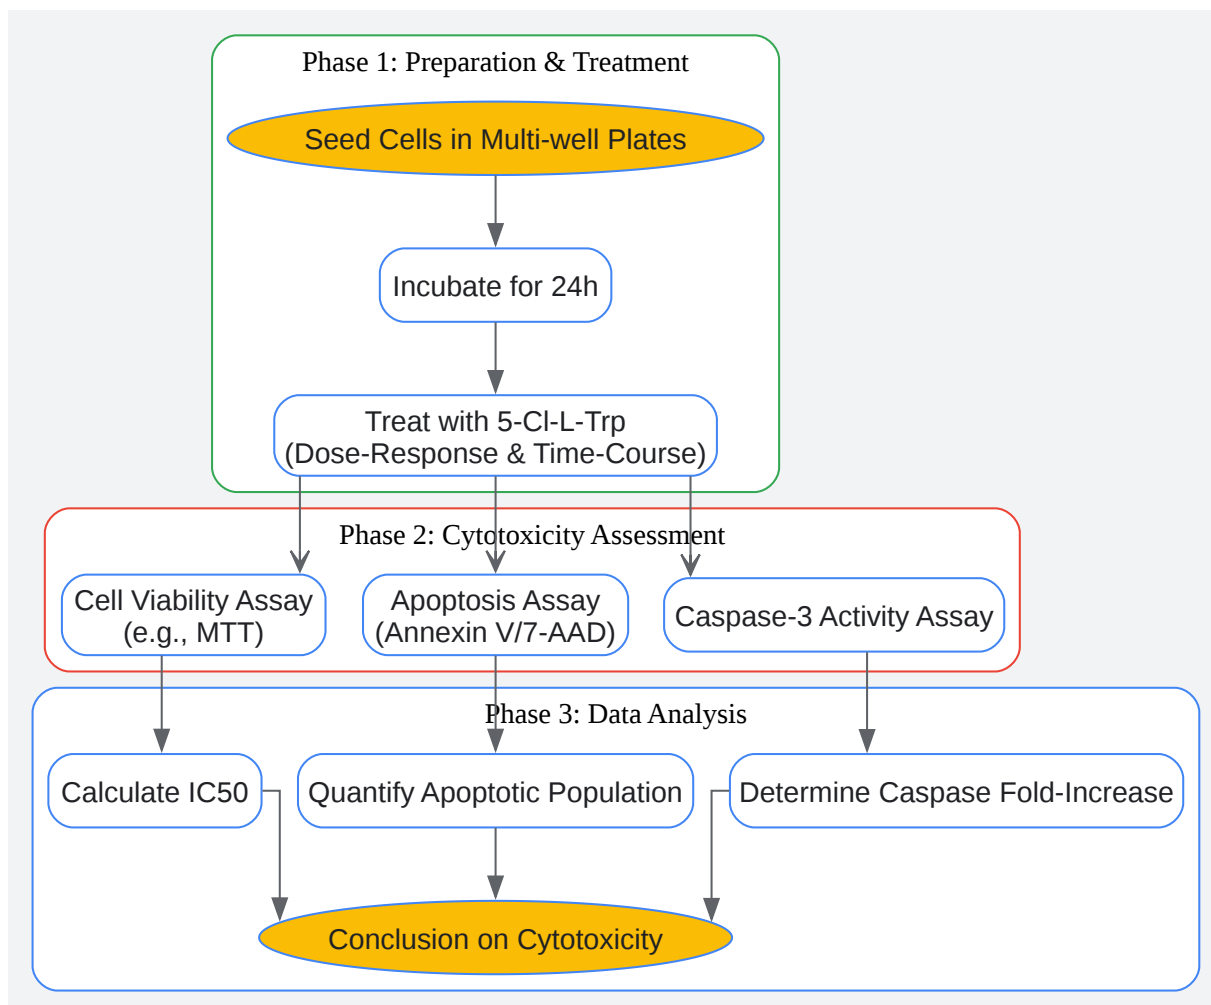 Phase 1: Preparation & Treatment
Seed Cells in Multi-well Plates
Incubate for 24h
Treat with 5-Cl-L-Trp
(Dose-Response & Time-Course)
Phase 2: Cytotoxicity Assessment
Cell Viability Assay
(e.g., MTT)
Apoptosis Assay
(Annexin V/7-AAD)
Caspase-3 Activity Assay
Phase 3: Data Analysis
Calculate IC50
Quantify Apoptotic Population
Determine Caspase Fold-Increase
Conclusion on Cytotoxicity